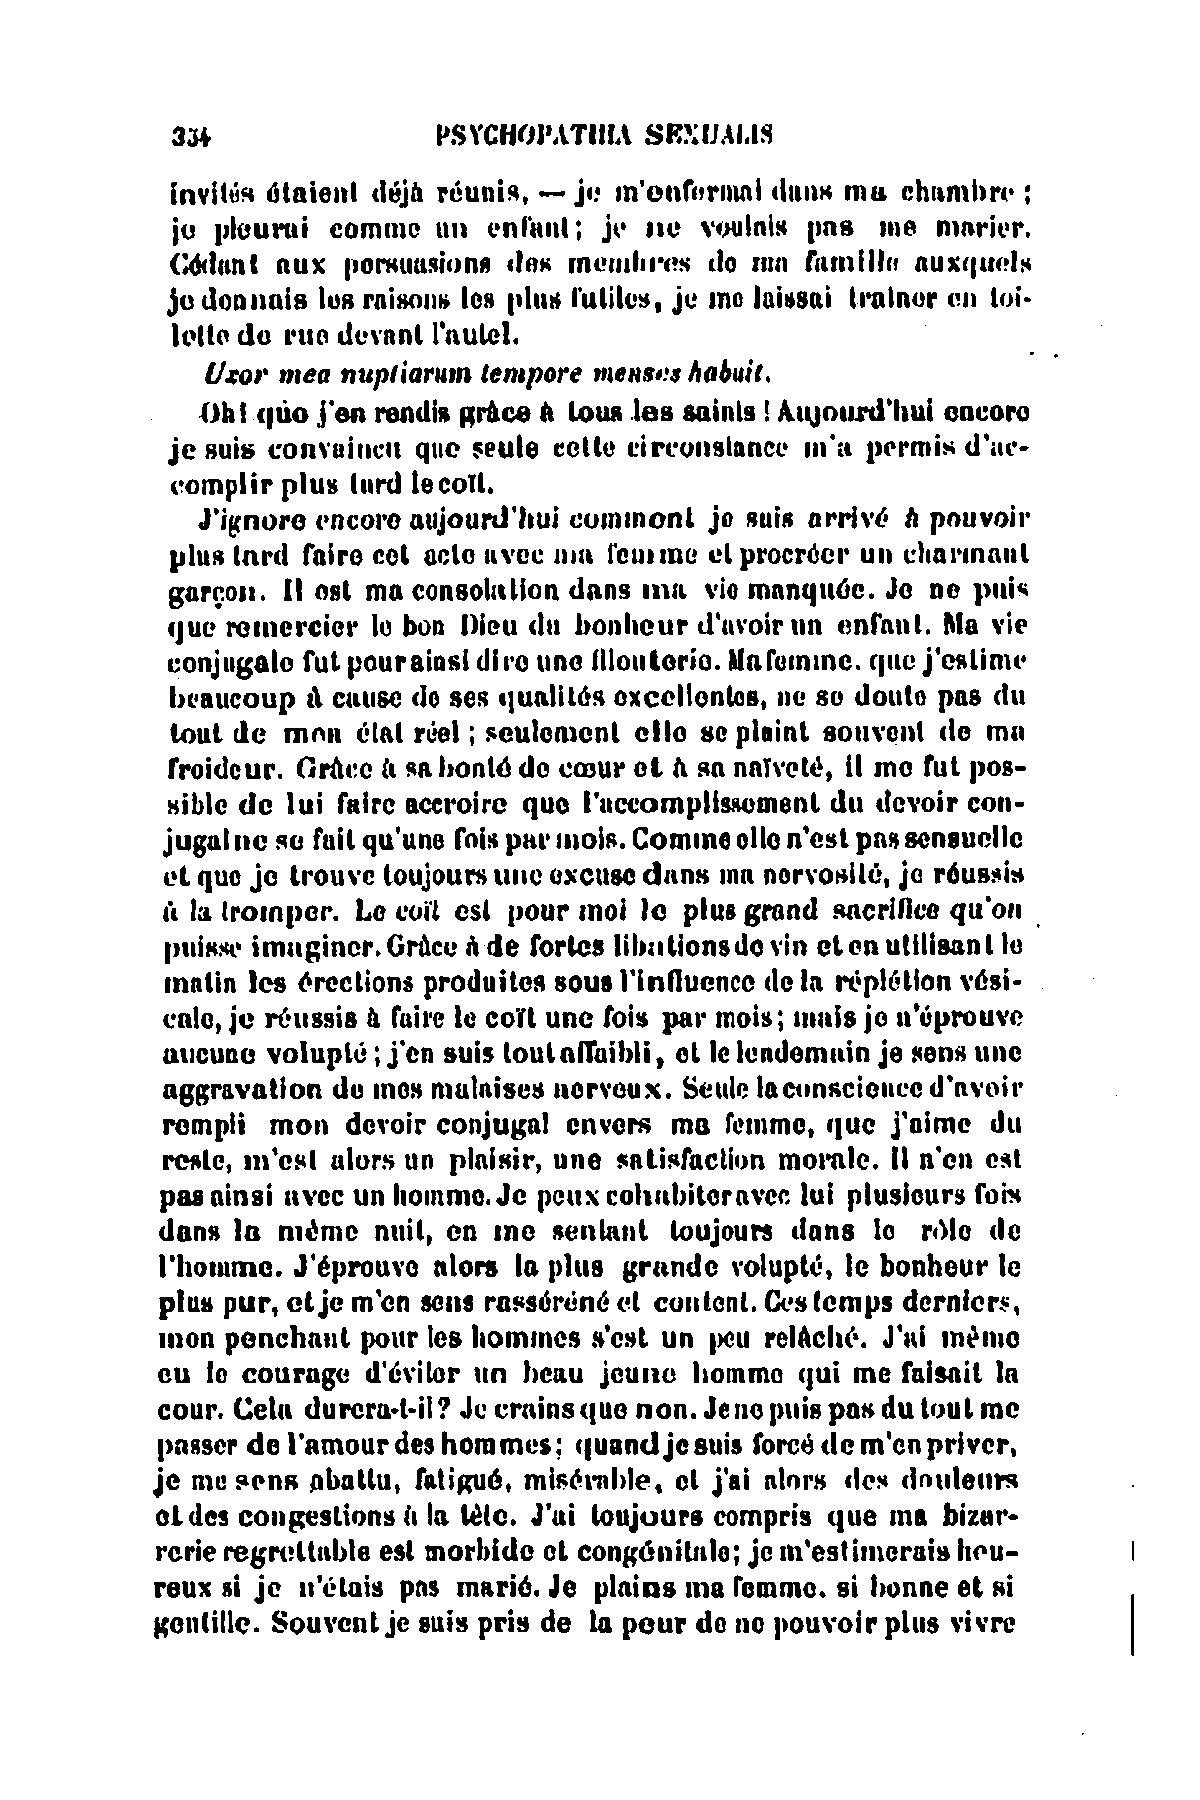 334 PSYCHOPATHIA SEXUALIS
invités étaient déjà réunis, — je m'enfermai dans ma chambre ;
je pleurai comme un enfant ; je ne voulais pas me marier.
Cédant aux persuasions des membres de ma famille auxquels
je donnais les raisons les plus futiles, je me laissai traîner en toi-
lette de rue devant l'autel.
Uxor mea nuptiarum tempore menses habuit.
Oh ! que j'en rendis grâce à tous les saints ! Aujourd'hui encore
je suis convaincu que seule cette circonstance m'a permis d'ac-
complir plus tard le coït.
J'ignore encore aujourd'hui comment je suis arrivé à pouvoir
plus tard faire cet acte avec ma femme et procréer un charmant
garçon. Il est ma consolation dans ma vie manquée. Je ne puis
que remercier le bon Dieu du bonheur d'avoir un enfant. Ma vie
conjugale fut pour ainsi dire une filouterie. Ma femme. que j'estime
beaucoup à cause de ses qualités excellentes, ne se doute pas du
tout de mon état réel ; seulement elle se plaint souvent de ma
froideur. Grâce à sa bonté de cœur et à sa naïveté, il me fut pos-
sible de lui faire accroire que l'accomplissement du devoir con-
jugal ne se fait qu'une fois par mois. Comme elle n'est pas sensuelle
et que je trouve toujours une excuse dans ma nervosité, je réussis
à la tromper. Le coït est pour moi le plus grand sacrifice qu'on
puisse imaginer. Grâce à de fortes libations de vin et en utilisant le
matin les érections produites sous l'influence de la réplétion vési-
cale, je réussis à faire le coït une fois par mois ; mais je n'éprouve
aucune volupté ; j'en suis tout affaibli, et le lendemain je sens une
aggravation de mes malaises nerveux. Seule la conscience d'avoir
rempli mon devoir conjugal envers ma femme, que j'aime du
reste, m'est alors un plaisir, une satisfaction morale. Il n'en est
pas ainsi avec un homme. Je peux cohabiter avec lui plusieurs fois
dans la même nuit, en me sentant toujours dans le rôle de
l'homme. J'éprouve alors la plus grande volupté, le bonheur le
plus pur, et je m'en sens rasséréné et content. Ces temps derniers,
mon penchant pour les hommes s'est un peu relâché. J'ai même
eu le courage d'éviter un beau jeune homme qui me faisait la
cour. Cela durera-t-il ? Je crains que non. Je ne puis pas du tout me
passer de l'amour des hommes ; quand je suis forcé de m'en priver,
je me sens abattu, fatigué, misérable, et j'ai alors des douleurs
et des congestions à la tête. J'ai toujours compris que ma bizar-
rerie regrettable est morbide et congénitale ; je m'estimerais heu-
reux si je n'étais pas marié. Je plains ma femme. si bonne et si
gentille. Souvent je suis pris de la peur de ne pouvoir plus vivre